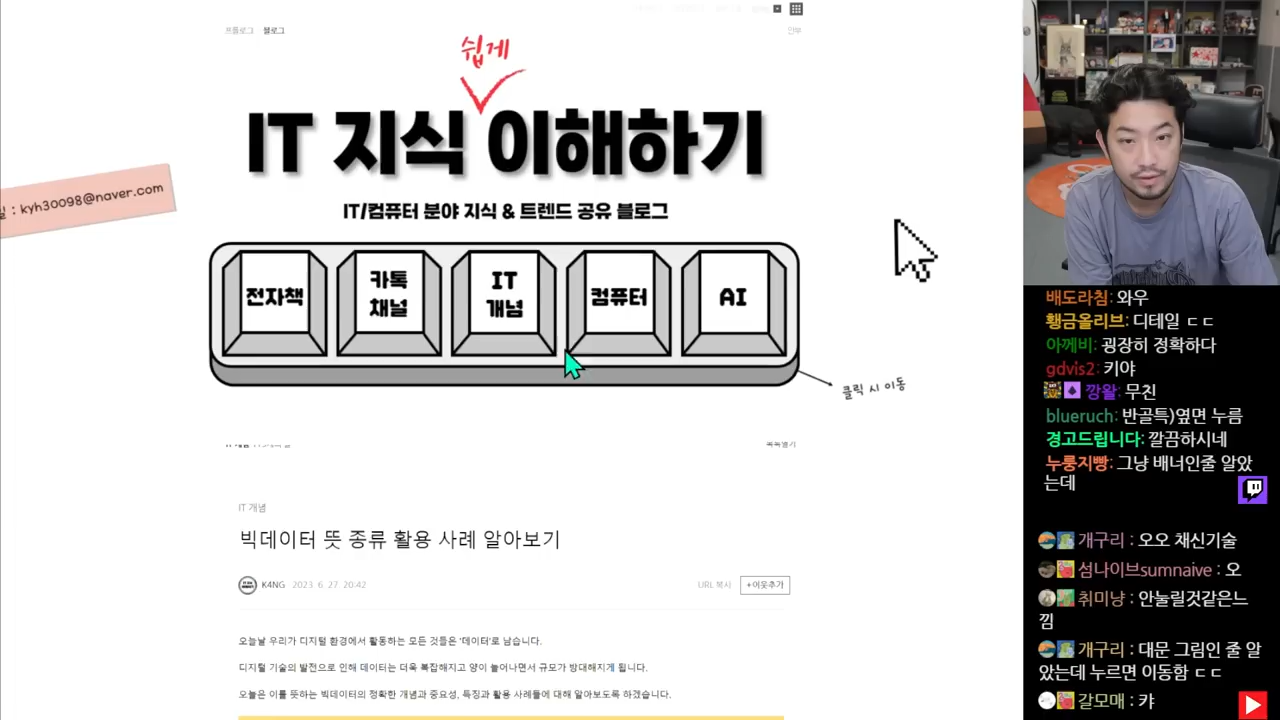 프롤로그 블로그
안부
쉽게
IT 지식 이해하기
: kyh30098@naver.com
IT/컴퓨터 분야 지식 & 트렌드 공유 블로그
전자책
카톡
채널
IT
개념
컴퓨터
AI
클릭 시 이동
목록열기
IT 개념
빅데이터 뜻 종류 활용 사례 알아보기
K4NG 2023. 6. 27. 20:42
URL 복사 +이웃추가
오늘날 우리가 디지털 환경에서 활동하는 모든 것들은 '데이터'로 남습니다.
디지털 기술의 발전으로 인해 데이터는 더욱 복잡해지고 양이 늘어나면서 규모가 방대해지게 됩니다.
오늘은 이를 뜻하는 빅데이터의 정확한 개념과 중요성, 특징과 활용 사례들에 대해 알아보도록 하겠습니다.
배도라침: 와우
황금올리브: 디테일 ㄷㄷ
아께비: 굉장히 정확하다
gdvis2: 키야
깡왈: 무친
blueruch: 반골특)옆면 누름
경고드립니다: 깔끔하시네
누룽지빵: 그냥 배너인줄 알았
는데
개구리 : 오오 채신기술
섬나이브sumnaive : 오
취미냥 : 안눌릴것같은느
낌
개구리 : 대문 그림인 줄 알
았는데 누르면 이동함 ㄷㄷ
갈모매 : 캬